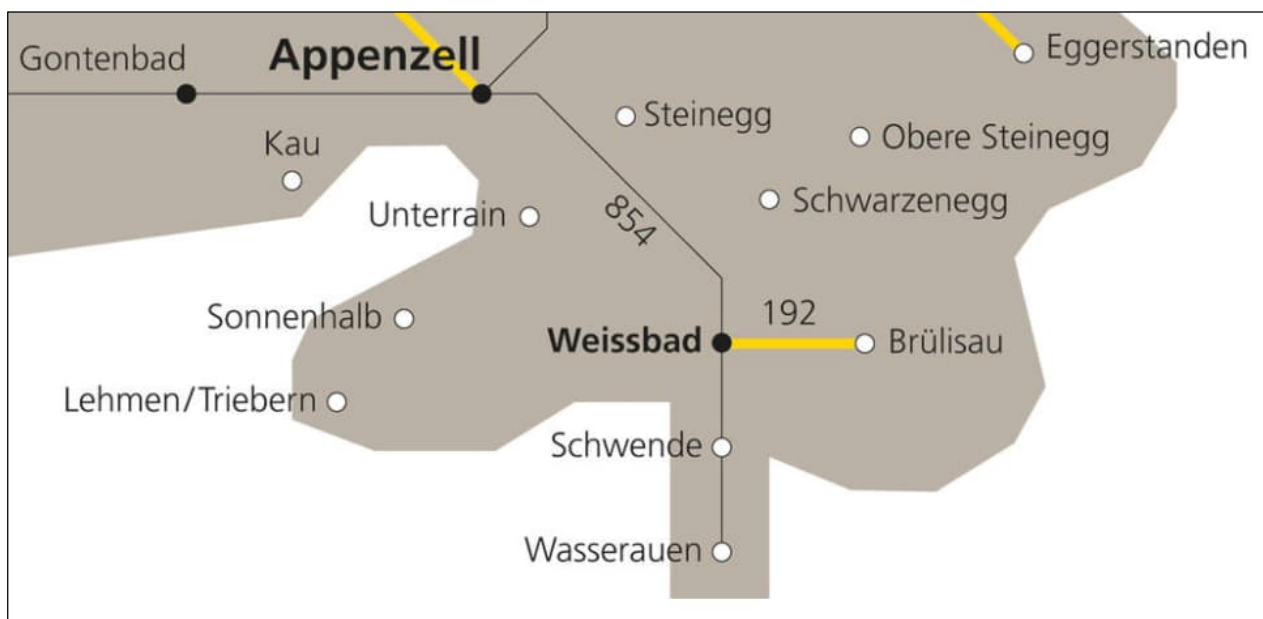 Gontenbad
Appenzell
Eggerstanden
Steinegg
Obere Steinegg
Kau
Schwarzenegg
Unterrain
854
Sonnenhalb
192
Weissbad
Brülisau
Lehmen/Triebern
Schwende
Wasserauen